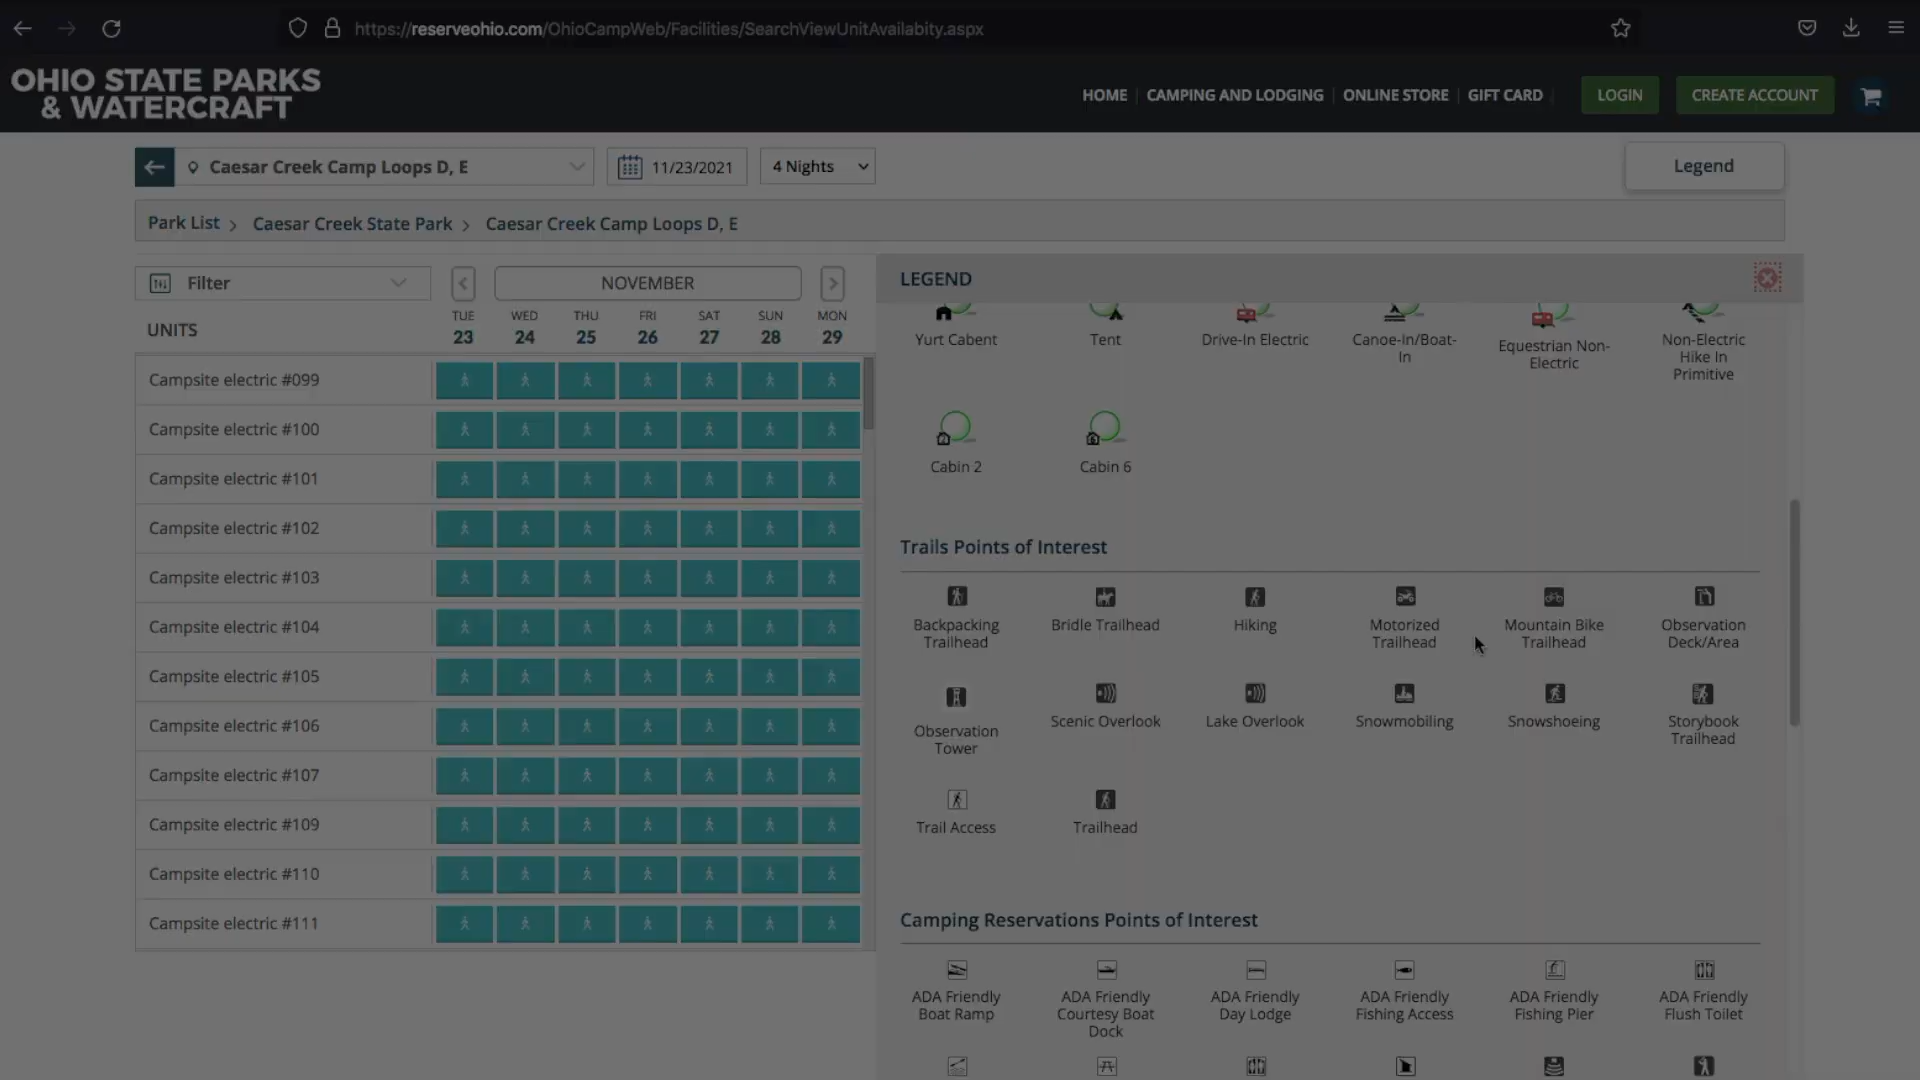 https://reserveohio.com/OhioCampWeb/Facilities/SearchViewUnitAvailabity.aspx
OHIO STATE PARKS
& WATERCRAFT
HOME
CAMPING AND LODGING
ONLINE STORE
GIFT CARD
LOGIN
CREATE ACCOUNT
Caesar Creek Camp Loops D, E
11/23/2021
4 Nights
Legend
Park List > Caesar Creek State Park > Caesar Creek Camp Loops D, E
Filter
< NOVEMBER >
UNITS
TUE WED THU FRI SAT SUN MON
23 24 25 26 27 28 29
Campsite electric #099
Campsite electric #100
Campsite electric #101
Campsite electric #102
Campsite electric #103
Campsite electric #104
Campsite electric #105
Campsite electric #106
Campsite electric #107
Campsite electric #109
Campsite electric #110
Campsite electric #111
LEGEND
Yurt Cabent
Tent
Drive-In Electric
Canoe-In/Boat-
In
Equestrian Non-
Electric
Non-Electric
Hike In
Primitive
Cabin 2
Cabin 6
Trails Points of Interest
Backpacking
Trailhead
Bridle Trailhead
Hiking
Motorized
Trailhead
Mountain Bike
Trailhead
Observation
Deck/Area
Observation
Tower
Scenic Overlook
Lake Overlook
Snowmobiling
Snowshoeing
Storybook
Trailhead
Trail Access
Trailhead
Camping Reservations Points of Interest
ADA Friendly
Boat Ramp
ADA Friendly
Courtesy Boat
Dock
ADA Friendly
Day Lodge
ADA Friendly
Fishing Access
ADA Friendly
Fishing Pier
ADA Friendly
Flush Toilet